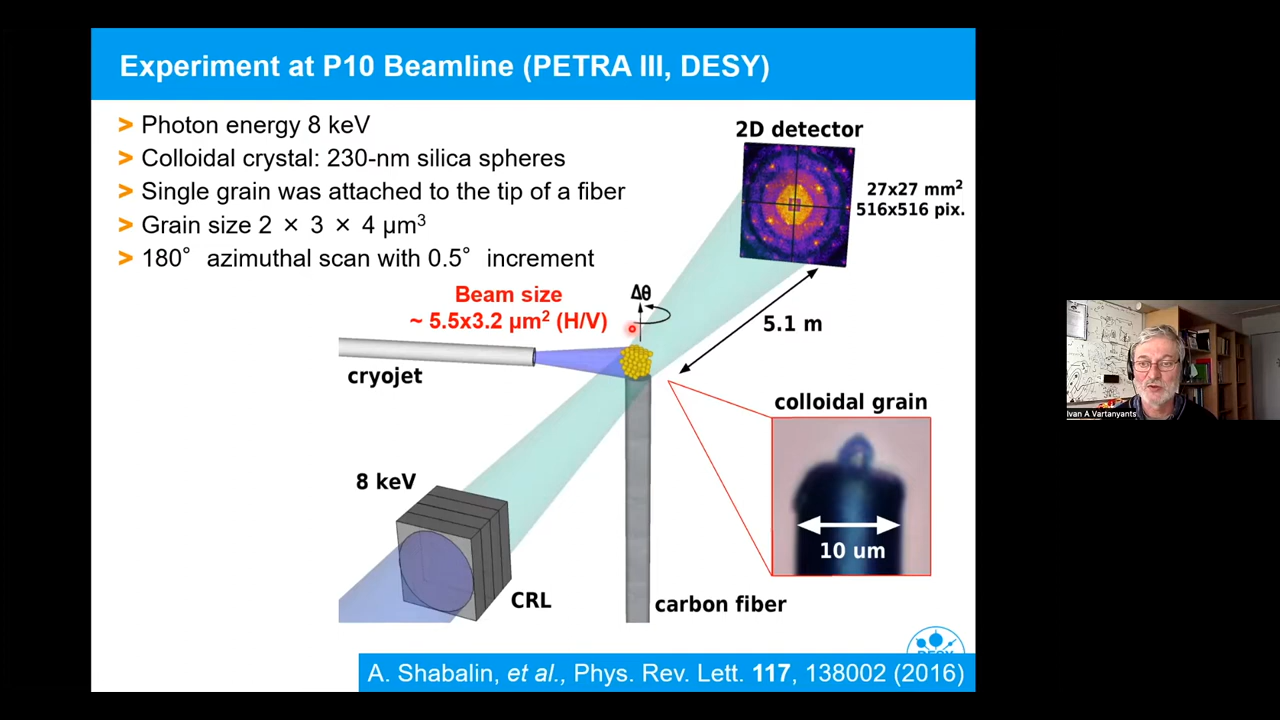 Experiment at P10 Beamline (PETRA III, DESY)
> Photon energy 8 keV
> Colloidal crystal: 230-nm silica spheres
> Single grain was attached to the tip of a fiber
> Grain size 2 × 3 × 4 µm³
> 180° azimuthal scan with 0.5° increment
2D detector
27x27 mm²
516x516 pix.
Beam size
~ 5.5x3.2 µm² (H/V)
Δθ
5.1 m
cryojet
colloidal grain
10 um
8 keV
CRL
carbon fiber
DESY
A. Shabalin, et al., Phys. Rev. Lett. 117, 138002 (2016)
Ivan A Vartanyants